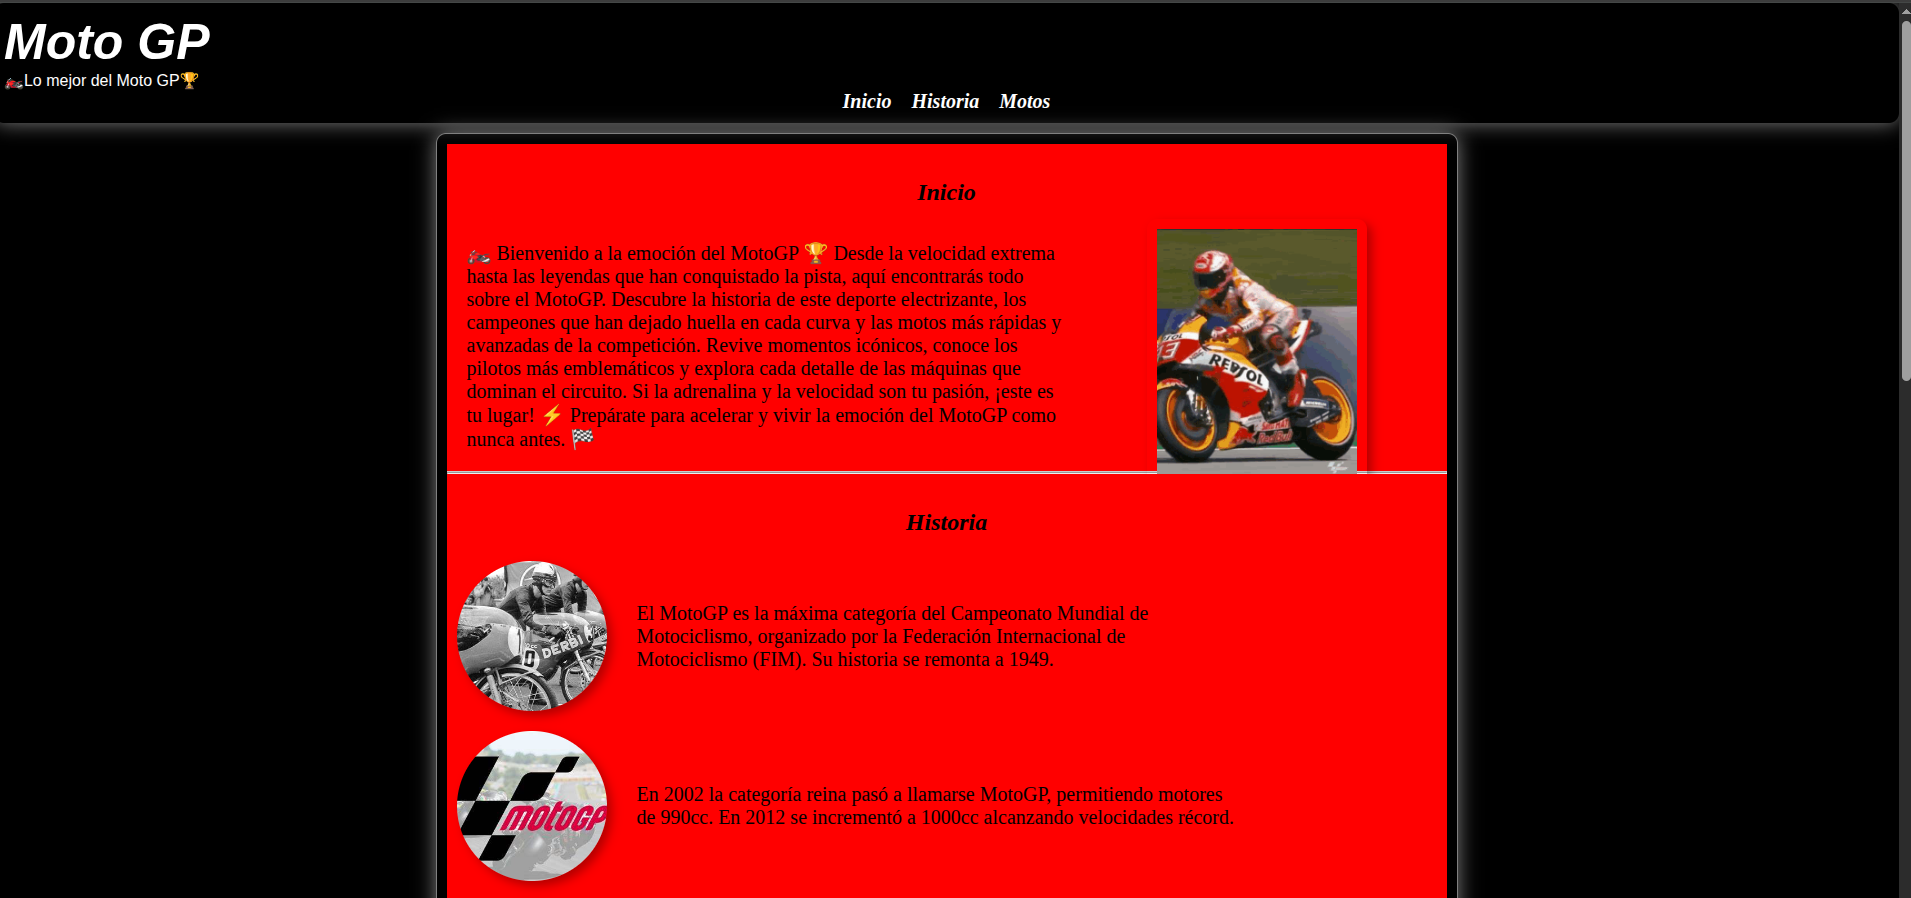 Moto GP
🏍️Lo mejor del Moto GP🏆
Inicio Historia Motos
Inicio
🏍️ Bienvenido a la emoción del MotoGP 🏆 Desde la velocidad extrema
hasta las leyendas que han conquistado la pista, aquí encontrarás todo
sobre el MotoGP. Descubre la historia de este deporte electrizante, los
campeones que han dejado huella en cada curva y las motos más rápidas y
avanzadas de la competición. Revive momentos icónicos, conoce los
pilotos más emblemáticos y explora cada detalle de las máquinas que
dominan el circuito. Si la adrenalina y la velocidad son tu pasión, ¡este es
tu lugar! ⚡ Prepárate para acelerar y vivir la emoción del MotoGP como
nunca antes. 🏁
REPSOL
Historia
DERBI
El MotoGP es la máxima categoría del Campeonato Mundial de
Motociclismo, organizado por la Federación Internacional de
Motociclismo (FIM). Su historia se remonta a 1949.
motoGP
En 2002 la categoría reina pasó a llamarse MotoGP, permitiendo motores
de 990cc. En 2012 se incrementó a 1000cc alcanzando velocidades récord.